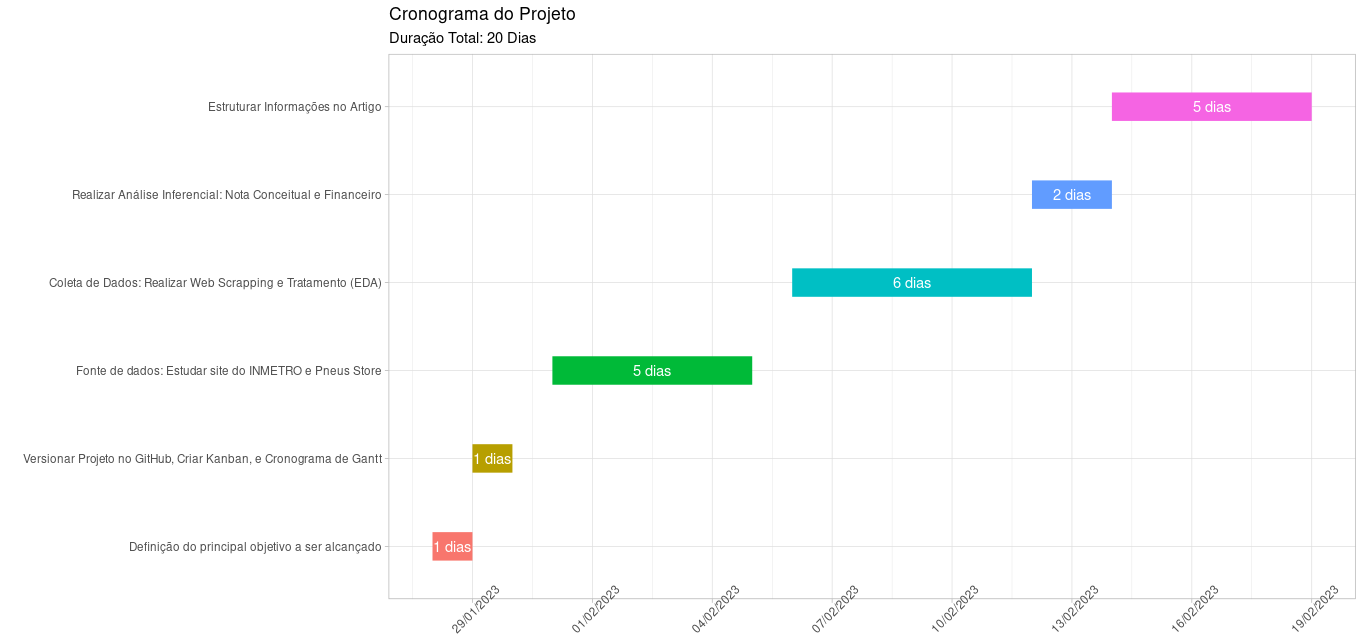 Cronograma do Projeto
Duração Total: 20 Dias
Estruturar Informações no Artigo
5 dias
Realizar Análise Inferencial: Nota Conceitual e Financeiro
2 dias
Coleta de Dados: Realizar Web Scrapping e Tratamento (EDA)
6 dias
Fonte de dados: Estudar site do INMETRO e Pneus Store
5 dias
Versionar Projeto no GitHub, Criar Kanban, e Cronograma de Gantt
1 dias
Definição do principal objetivo a ser alcançado
1 dias
29/01/2023
01/02/2023
04/02/2023
07/02/2023
10/02/2023
13/02/2023
16/02/2023
19/02/2023